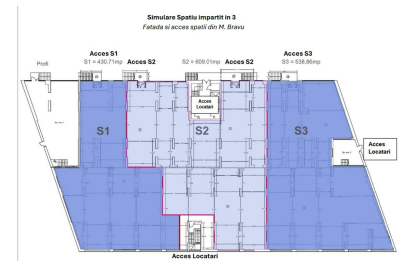 Simulare Spatiu impartit in 3
Fatada si acces spatii din M. Bravu
Acces S1
Acces S3
Profi
S1 = 430.71mp
Acces S2
S2 = 609.01mp
Acces S2
S3 = 538.86mp
Acces
Locatari
S1
S2
S3
Acces
Locatari
Acces Locatari